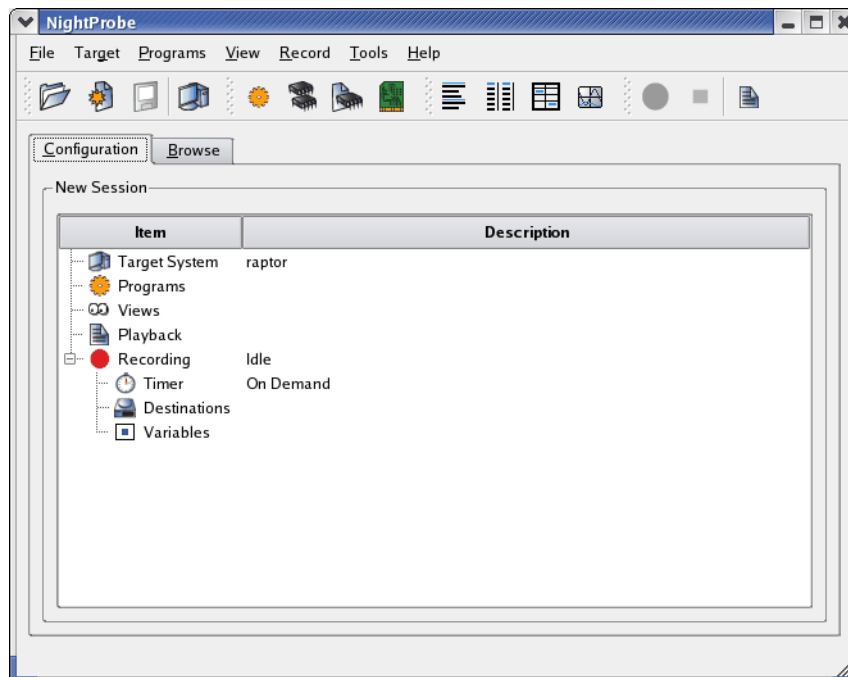 NightProbe
File Target Programs View Record Tools Help
Configuration Browse
New Session
Item Description
Target System raptor
Programs
Views
Playback
Recording Idle
Timer On Demand
Destinations
Variables